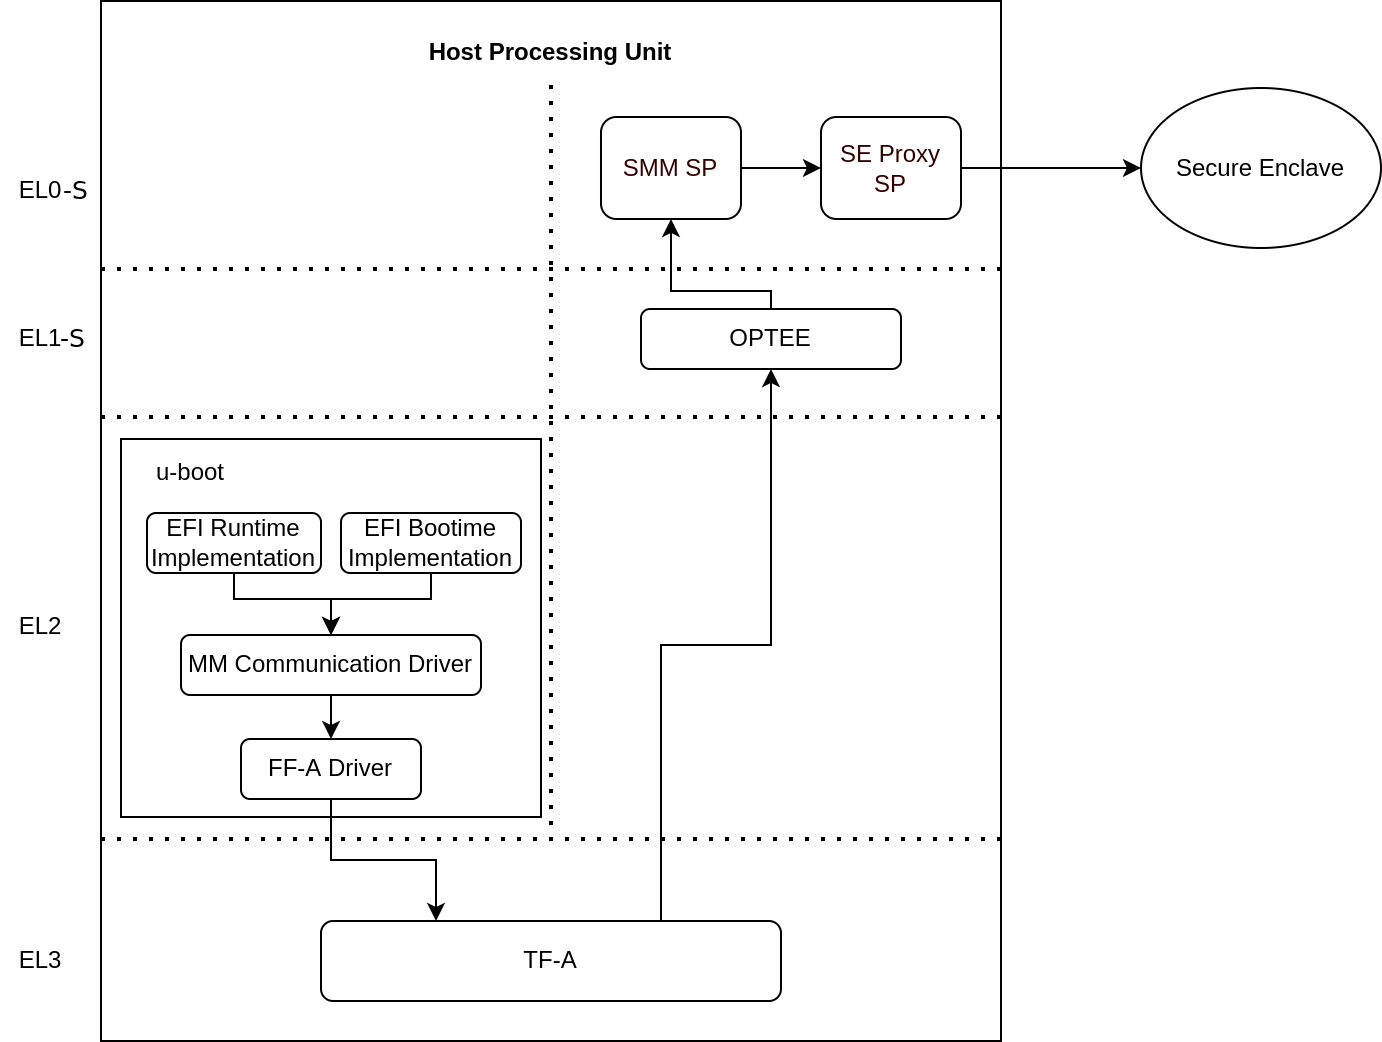 Host Processing Unit
EL0-S
SMM SP
SE Proxy
SP
Secure Enclave
EL1-S
OPTEE
u-boot
EFI Runtime
Implementation
EFI Bootime
Implementation
EL2
MM Communication Driver
FF-A Driver
EL3
TF-A